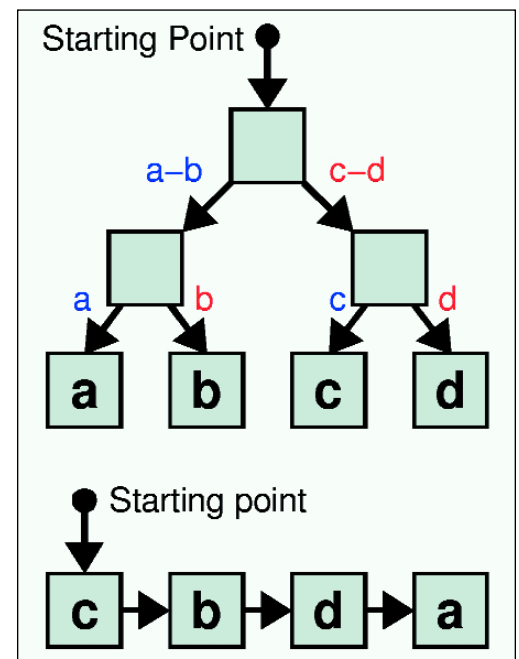 Starting Point
a–b c–d
a b c d
a b c d
Starting point
c b d a